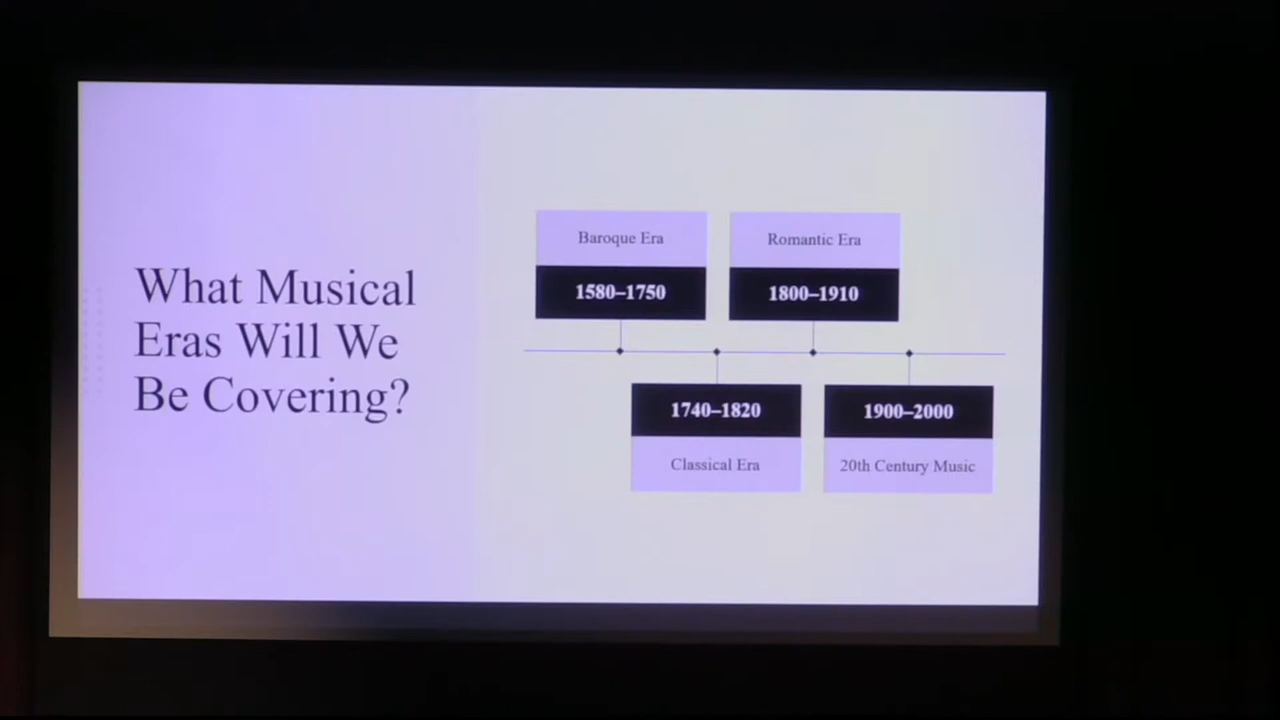 What Musical
Eras Will We
Be Covering?
Baroque Era
1580–1750
1740–1820
Classical Era
Romantic Era
1800–1910
1900–2000
20th Century Music